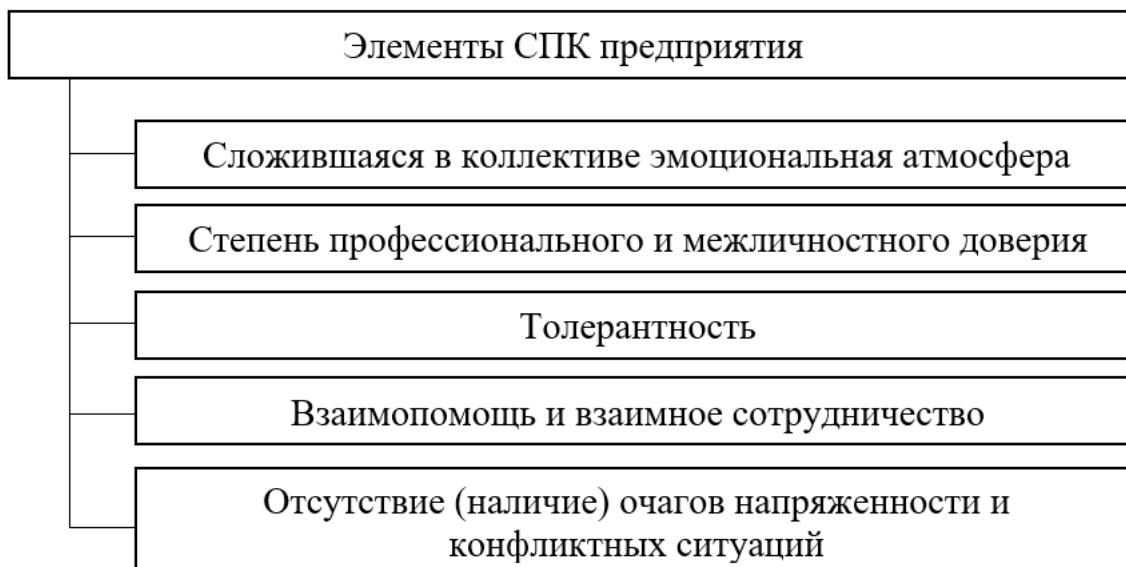 Элементы СПК предприятия
Сложившаяся в коллективе эмоциональная атмосфера
Степень профессионального и межличностного доверия
Толерантность
Взаимопомощь и взаимное сотрудничество
Отсутствие (наличие) очагов напряженности и
конфликтных ситуаций